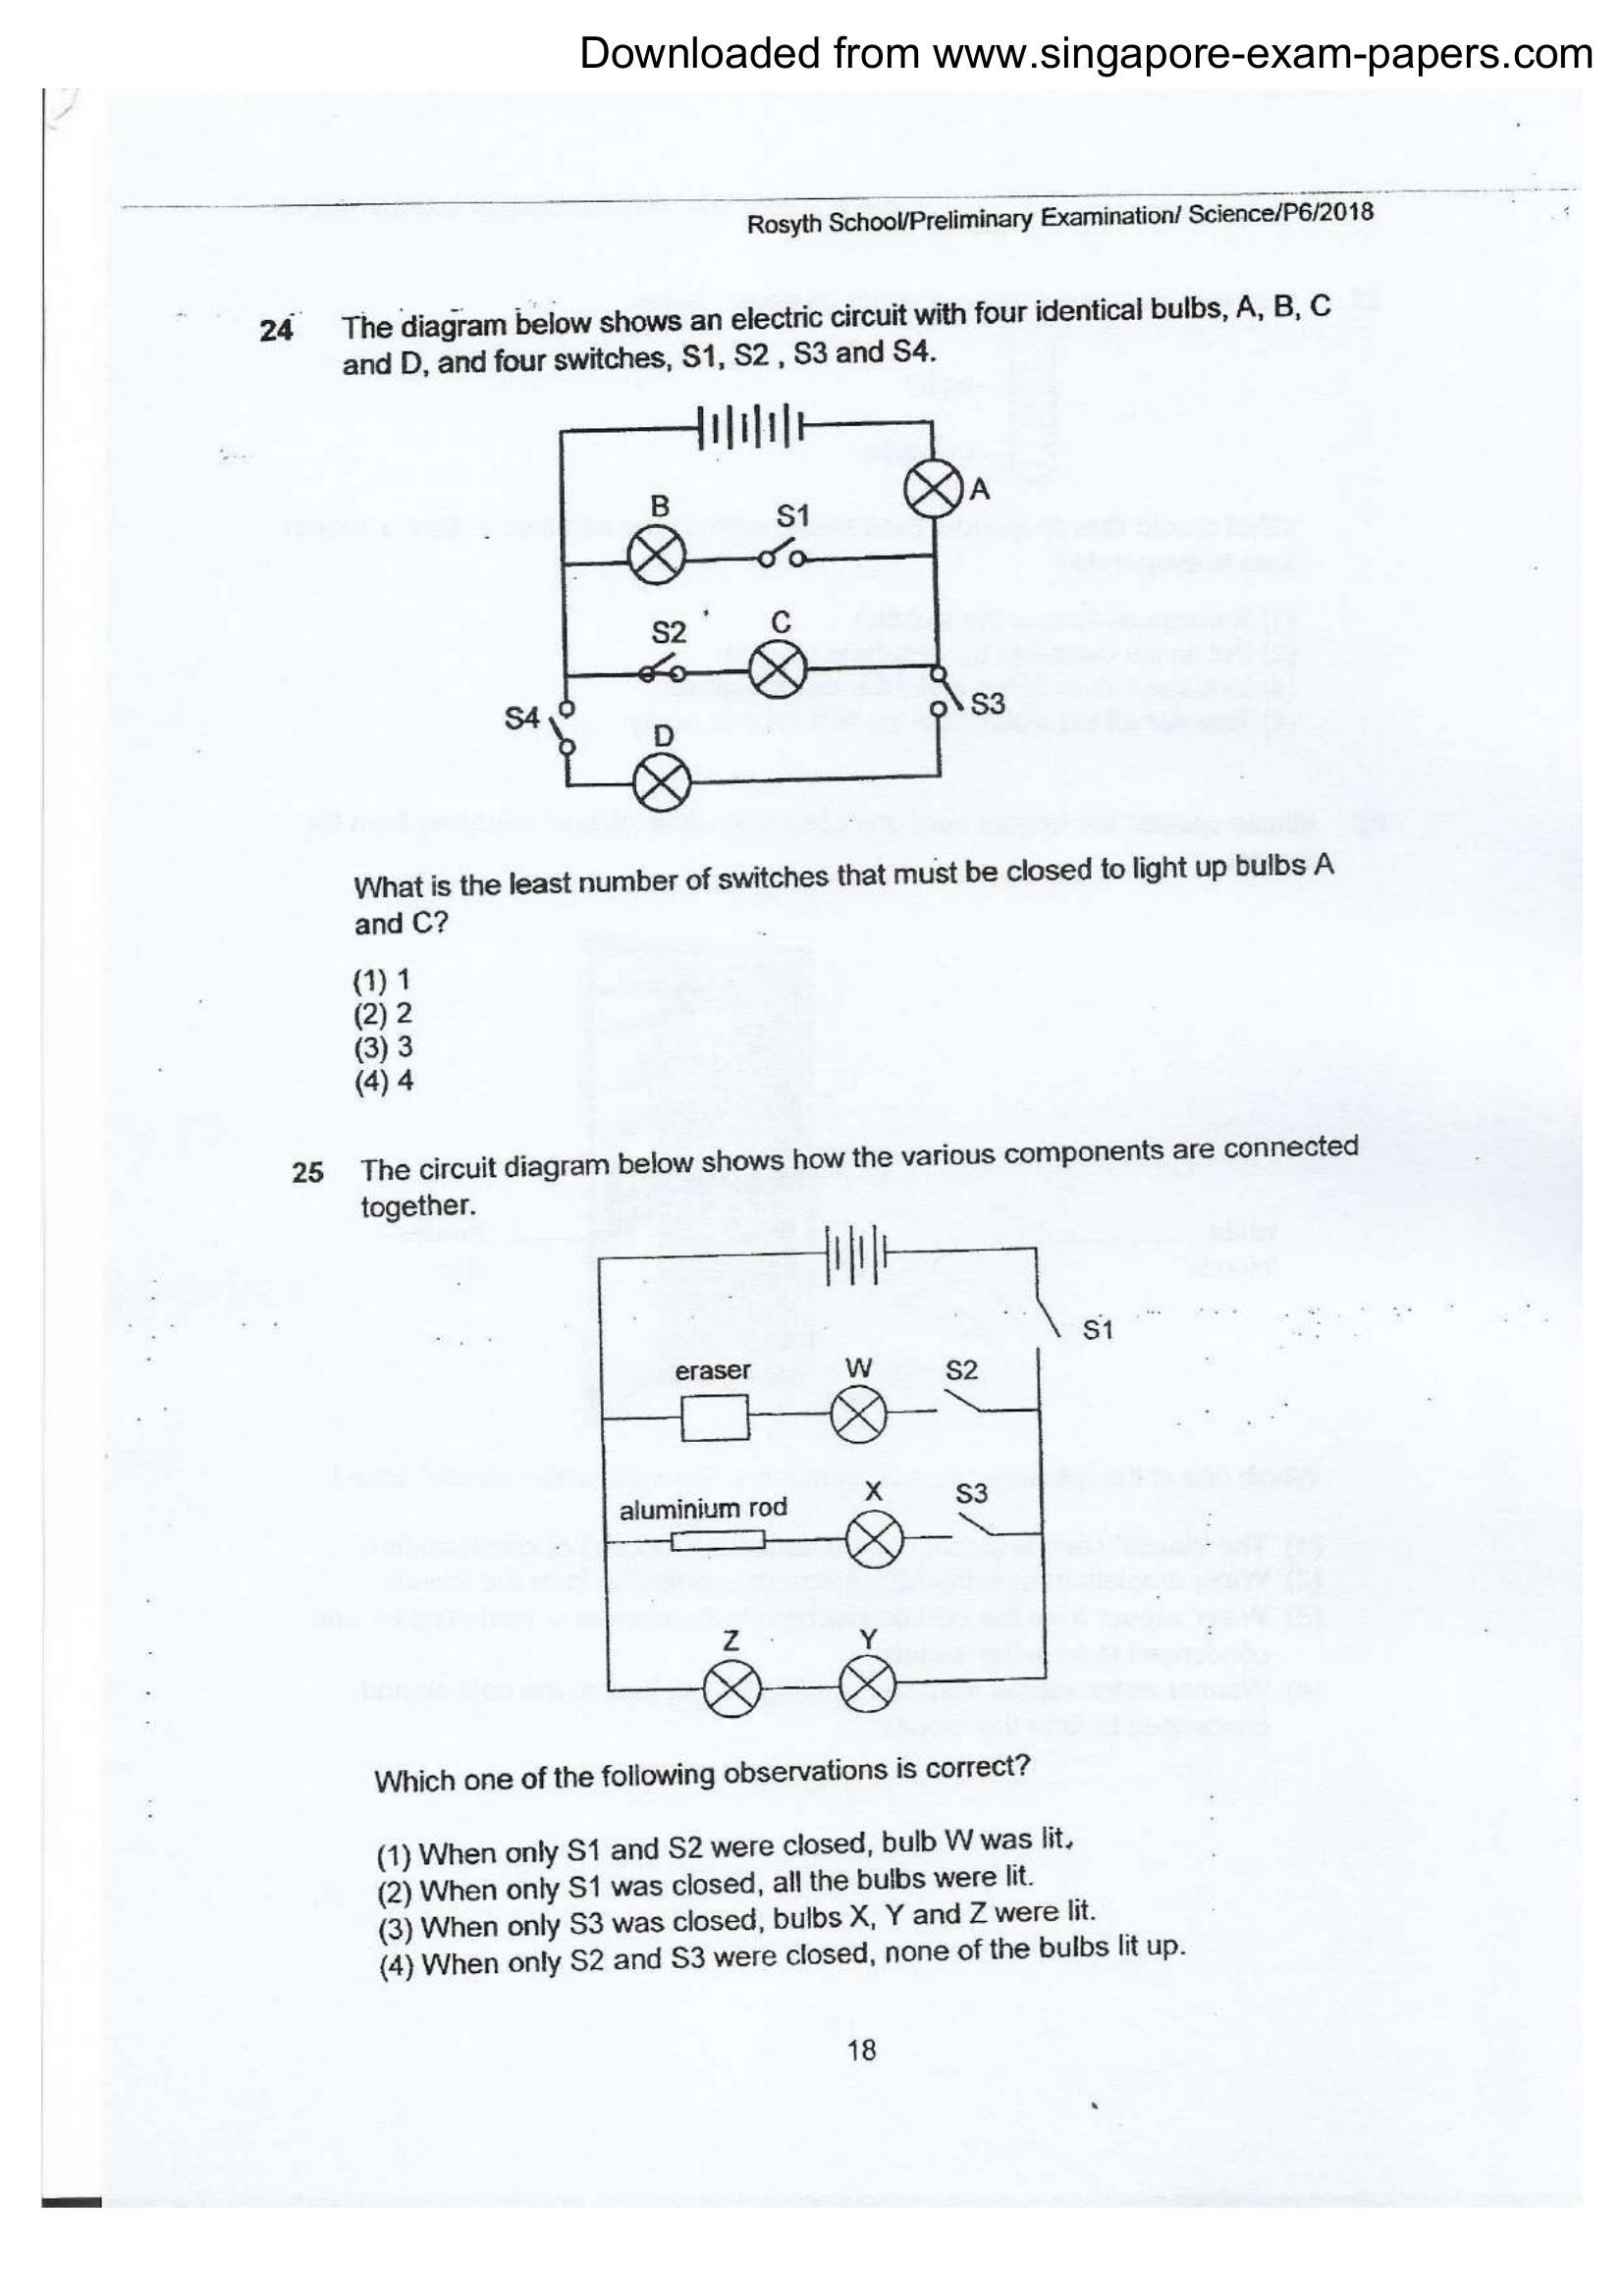 Downloaded from www.singapore-exam-papers.com
Rosyth School/Preliminary Examination/ Science/P6/2018
24 The diagram below shows an electric circuit with four identical bulbs, A, B, C
and D, and four switches, S1, S2 , S3 and S4.
A
B S1
S2 C
S4 S3
D
What is the least number of switches that must be closed to light up bulbs A
and C?
(1) 1
(2) 2
(3) 3
(4) 4
25 The circuit diagram below shows how the various components are connected
together.
S1
eraser W S2
aluminium rod X S3
Z Y
Which one of the following observations is correct?
(1) When only S1 and S2 were closed, bulb W was lit.
(2) When only S1 was closed, all the bulbs were lit.
(3) When only S3 was closed, bulbs X, Y and Z were lit.
(4) When only S2 and S3 were closed, none of the bulbs lit up.
18